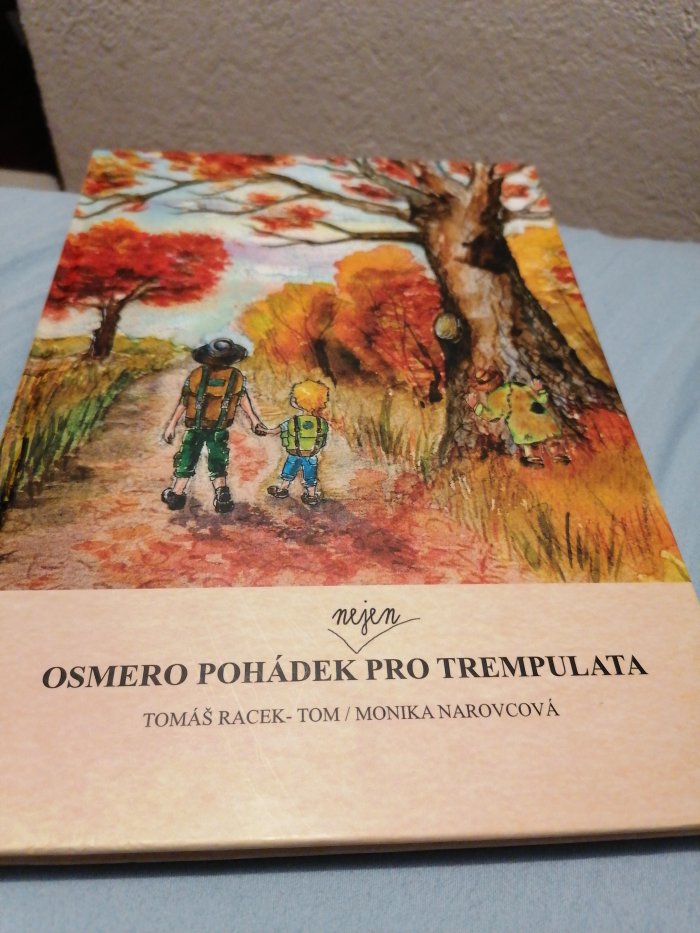 nejen
OSMERO POHÁDEK PRO TREMPULATA
TOMÁŠ RACEK- TOM / MONIKA NAROVCOVÁ